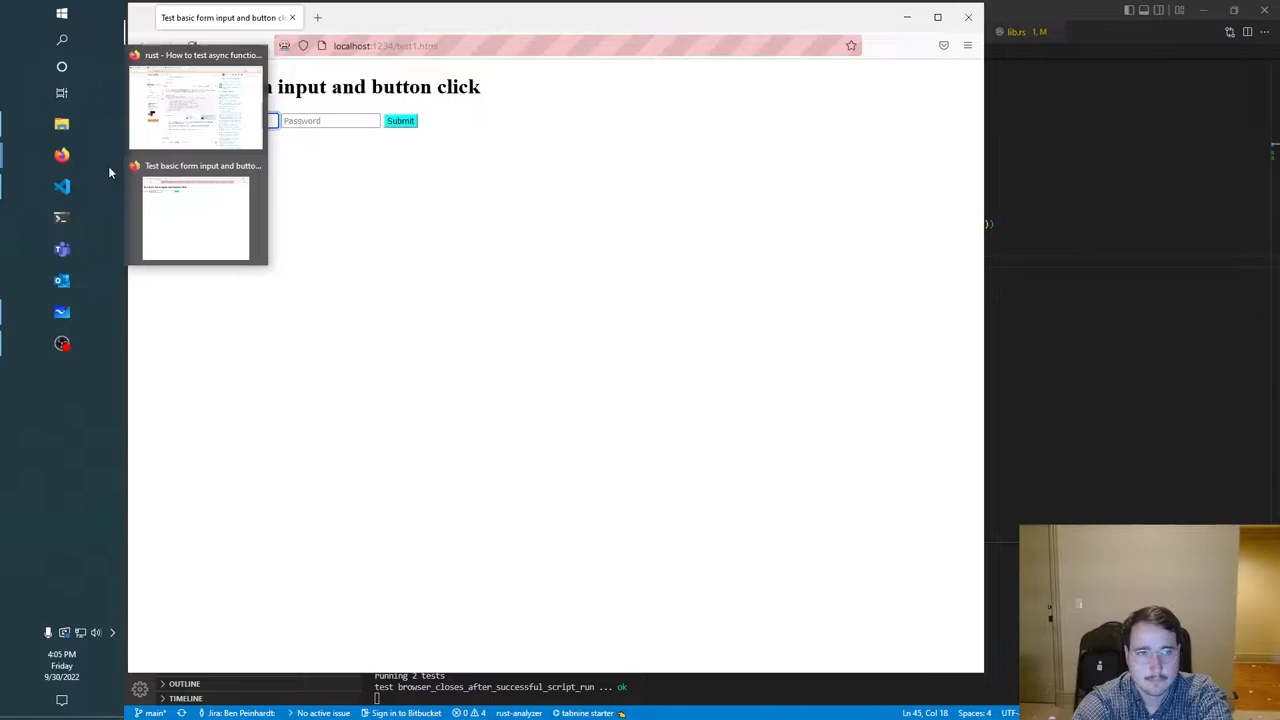 Test basic form input and button cli
lib.rs 1, M
rust - How to test async functio...
localhost:1234/test1.html
input and button click
Password
Submit
Test basic form input and butto...
running 2 tests
test browser_closes_after_successful_script_run ... ok
OUTLINE
TIMELINE
4:05 PM
Friday
9/30/2022
main*
Jira: Ben Peinhardt:
No active issue
Sign in to Bitbucket
0
4
rust-analyzer
tabnine starter
Ln 45, Col 18
Spaces: 4
UTF-